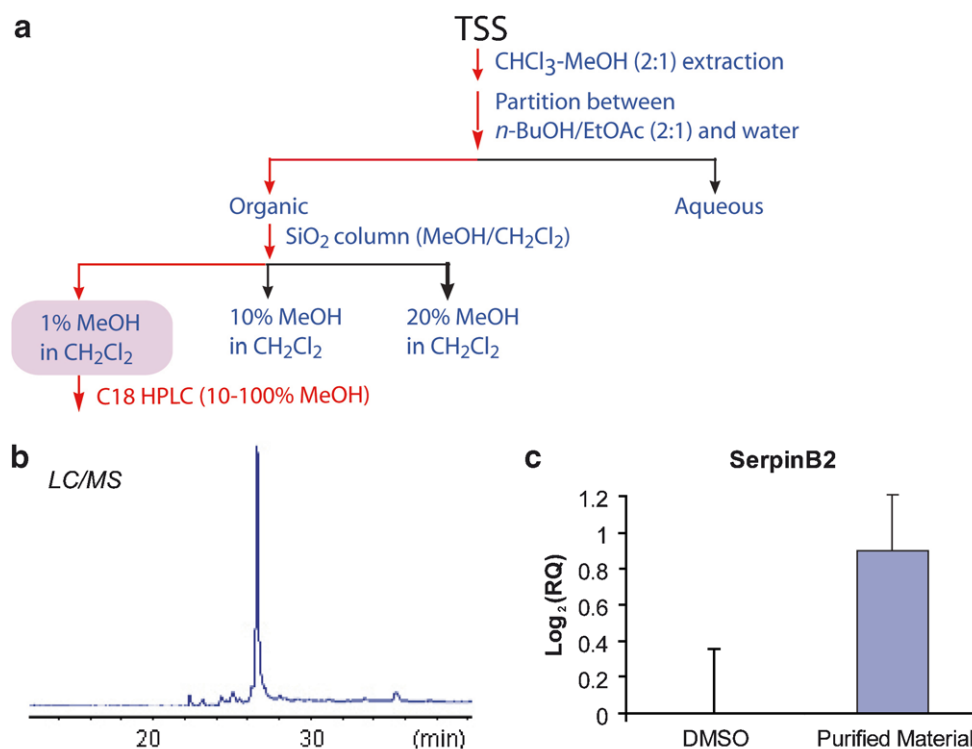 a
TSS
CHCl₃-MeOH (2:1) extraction
Partition between
n-BuOH/EtOAc (2:1) and water
Organic
Aqueous
SiO₂ column (MeOH/CH₂Cl₂)
1% MeOH
in CH₂Cl₂
10% MeOH
in CH₂Cl₂
20% MeOH
in CH₂Cl₂
C18 HPLC (10-100% MeOH)
b
LC/MS
20
30
(min)
c
SerpinB2
Log₂(RQ)
1.2
1
0.8
0.6
0.4
0.2
0
DMSO
Purified Material